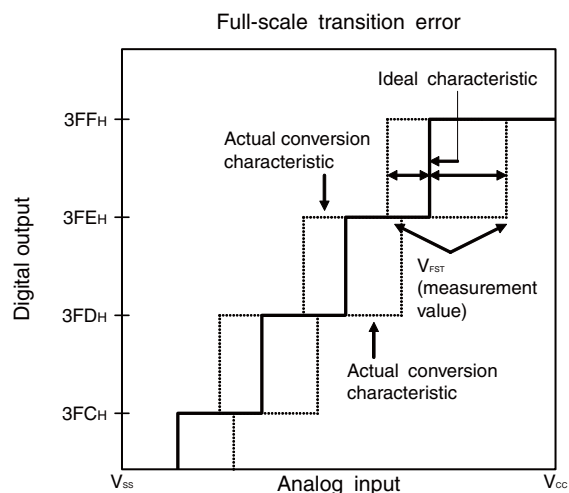 Full-scale transition error
Ideal characteristic
3FFH
Actual conversion
characteristic
3FEH
VFST
(measurement
value)
Digital output
3FDH
Actual conversion
characteristic
3FCH
VSS
Analog input
VCC